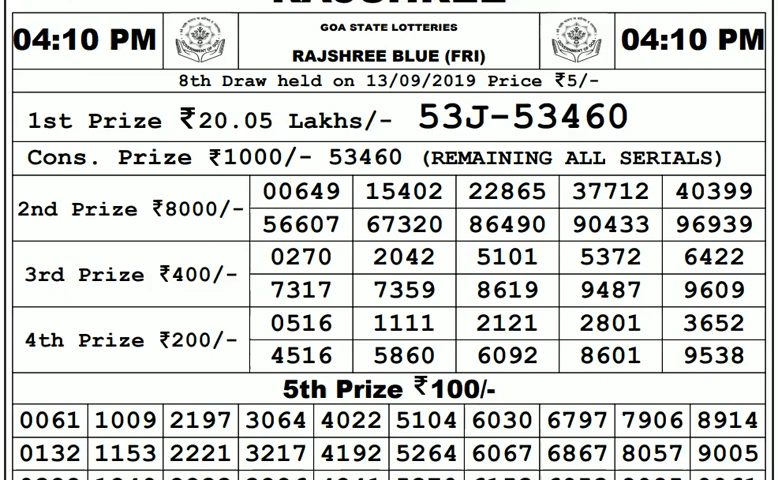 04:10 PM
GOA STATE LOTTERIES
RAJSHREE BLUE (FRI)
04:10 PM
8th Draw held on 13/09/2019 Price ₹5/-
1st Prize ₹20.05 Lakhs/- 53J-53460
Cons. Prize ₹1000/- 53460 (REMAINING ALL SERIALS)
2nd Prize ₹8000/-
00649 15402 22865 37712 40399
56607 67320 86490 90433 96939
3rd Prize ₹400/-
0270 2042 5101 5372 6422
7317 7359 8619 9487 9609
4th Prize ₹200/-
0516 1111 2121 2801 3652
4516 5860 6092 8601 9538
5th Prize ₹100/-
0061 1009 2197 3064 4022 5104 6030 6797 7906 8914
0132 1153 2221 3217 4192 5264 6067 6867 8057 9005